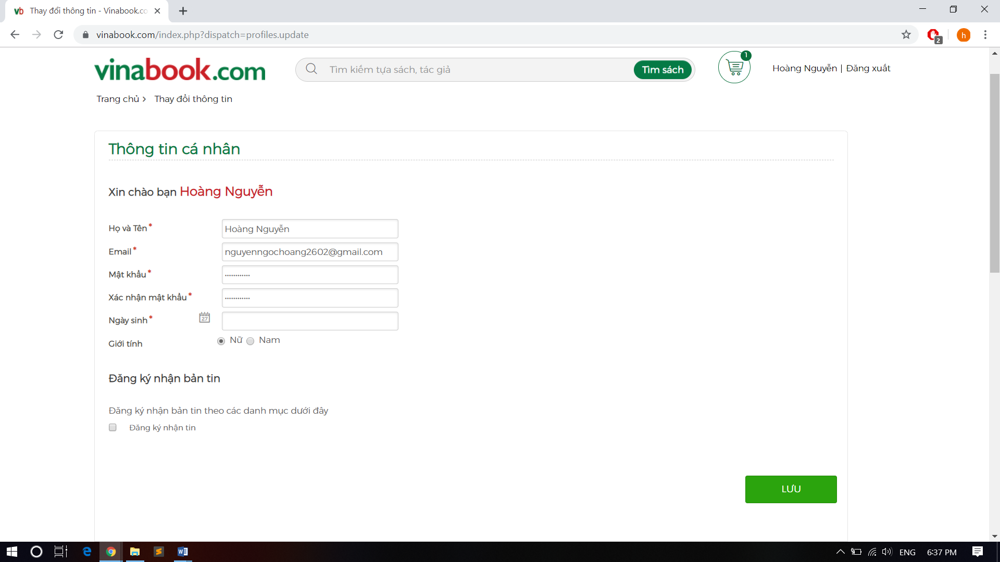 Thay đổi thông tin - Vinabook.co
vinabook.com/index.php?dispatch=profiles.update
2
h
vinabook.com
Tìm kiếm tựa sách, tác giả
Tìm sách
1
Hoàng Nguyễn | Đăng xuất
Trang chủ › Thay đổi thông tin
Thông tin cá nhân
Xin chào bạn Hoàng Nguyễn
Họ và Tên*
Hoàng Nguyễn
Email*
nguyenngochoang2602@gmail.com
Mật khẩu*
Xác nhận mật khẩu*
Ngày sinh*
27
Giới tính
Nữ
Nam
Đăng ký nhận bản tin
Đăng ký nhận bản tin theo các danh mục dưới đây
Đăng ký nhận tin
LƯU
ENG
6:37 PM